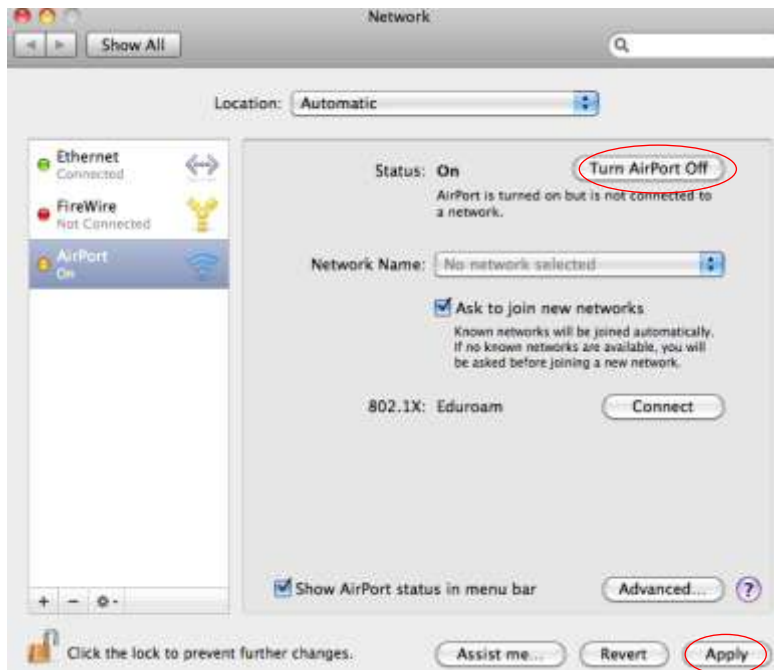 Network
Show All
Location: Automatic
Ethernet
Connected
FireWire
Not Connected
AirPort
On
Status: On
Turn AirPort Off
AirPort is turned on but is not connected to
a network.
Network Name: No network selected
Ask to join new networks
Known networks will be joined automatically.
If no known networks are available, you will
be asked before joining a new network.
802.1X: Eduroam
Connect
Show AirPort status in menu bar
Advanced...
?
Click the lock to prevent further changes.
Assist me...
Revert
Apply